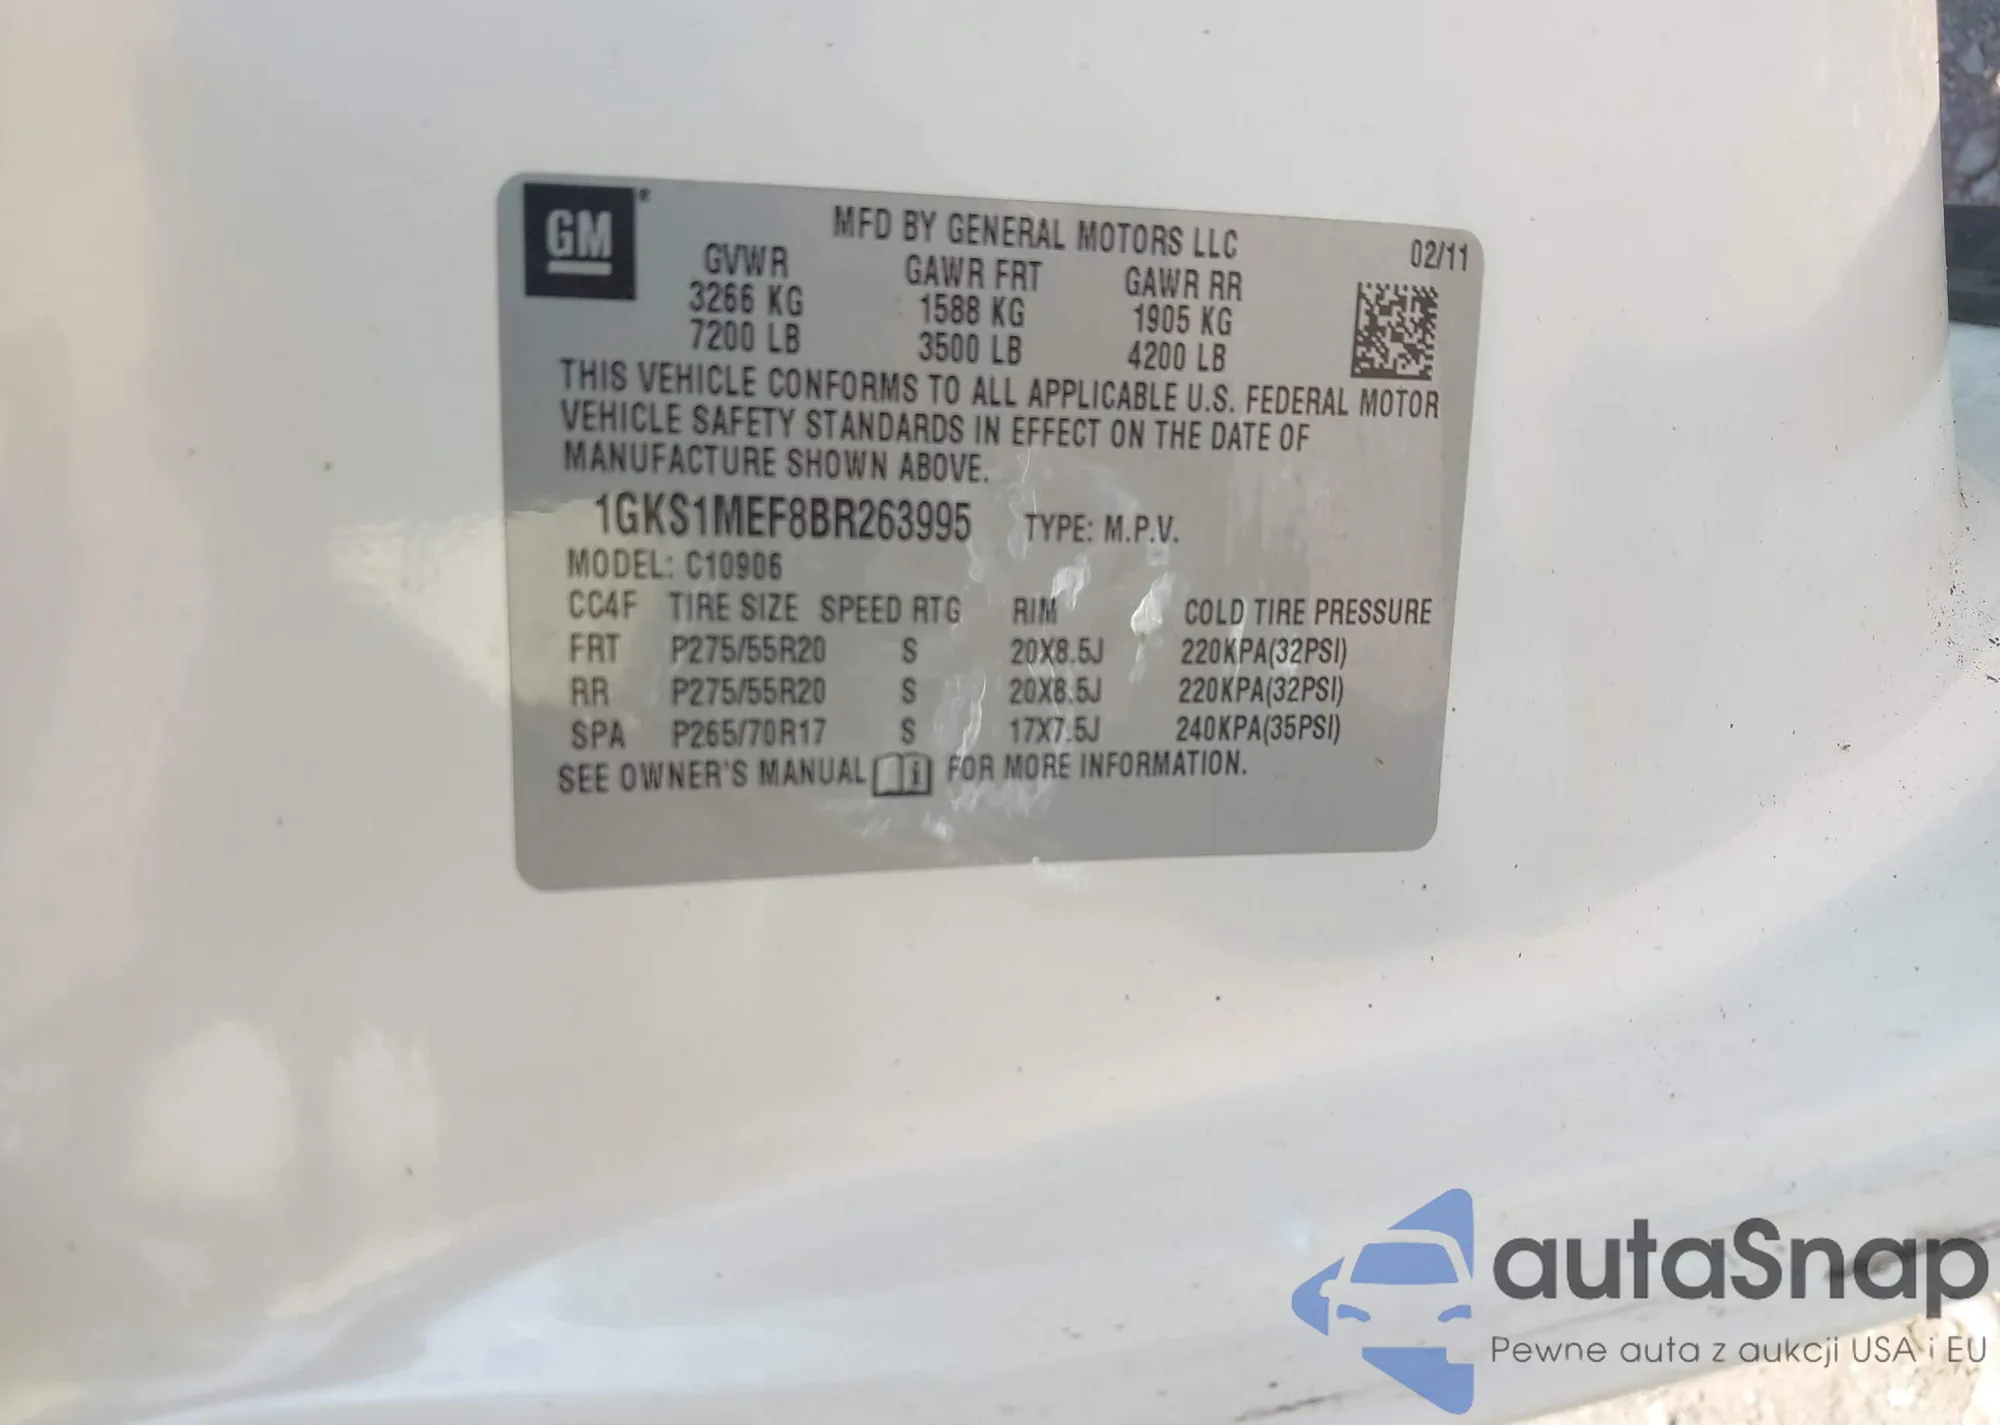 GM®
MFD BY GENERAL MOTORS LLC 02/11
GVWR GAWR FRT GAWR RR
3266 KG 1588 KG 1905 KG
7200 LB 3500 LB 4200 LB
THIS VEHICLE CONFORMS TO ALL APPLICABLE U.S. FEDERAL MOTOR
VEHICLE SAFETY STANDARDS IN EFFECT ON THE DATE OF
MANUFACTURE SHOWN ABOVE.
1GKS1MEF8BR263995 TYPE: M.P.V.
MODEL: C10906
CC4F TIRE SIZE SPEED RTG RIM COLD TIRE PRESSURE
FRT P275/55R20 S 20X8.5J 220KPA(32PSI)
RR P275/55R20 S 20X8.5J 220KPA(32PSI)
SPA P265/70R17 S 17X7.5J 240KPA(35PSI)
SEE OWNER'S MANUAL i FOR MORE INFORMATION.
autaSnap
Pewne auta z aukcji USA i EU